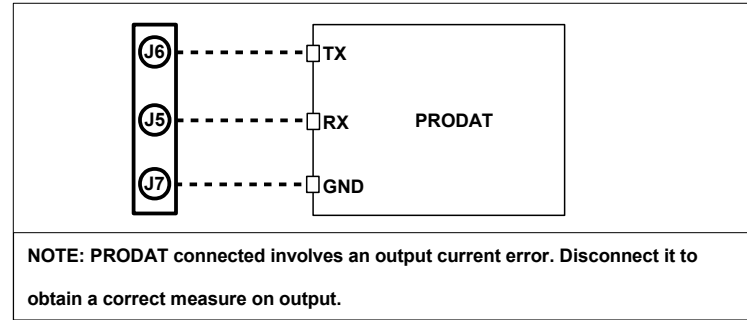 J6 TX
J5 RX PRODAT
J7 GND
NOTE: PRODAT connected involves an output current error. Disconnect it to
obtain a correct measure on output.